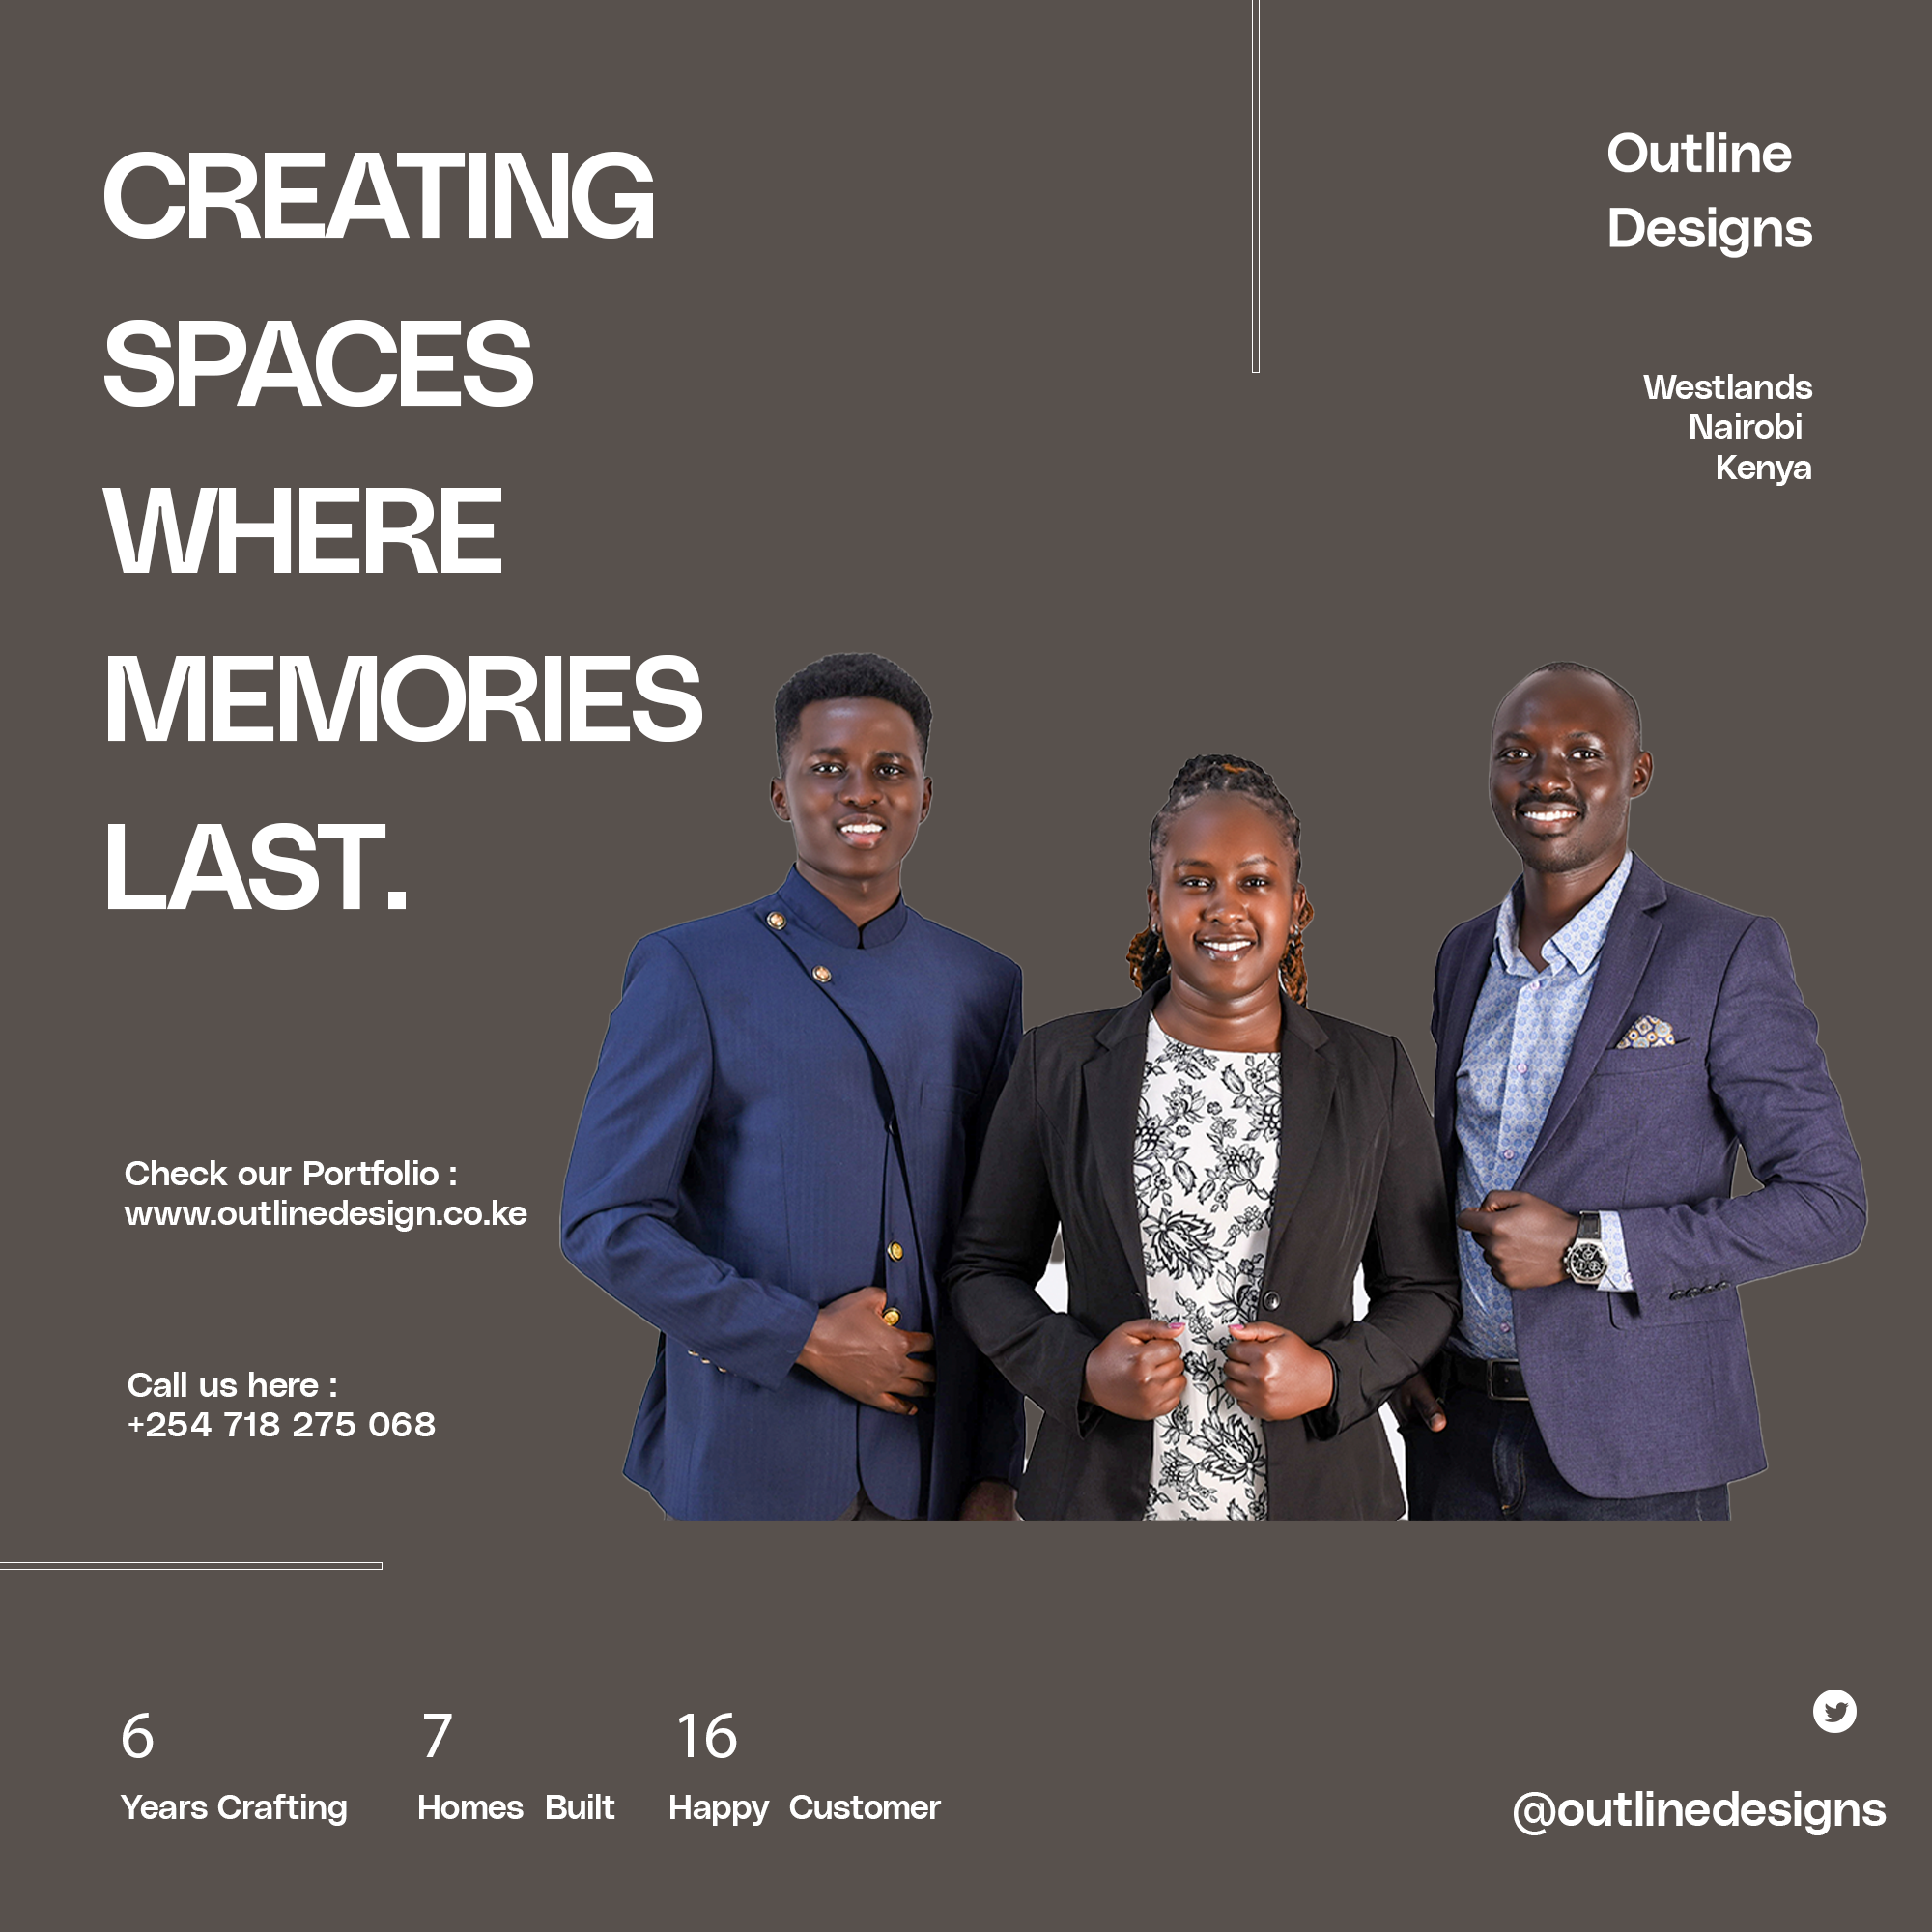 CREATING
SPACES
WHERE
MEMORIES
LAST.
Outline
Designs
Westlands
Nairobi
Kenya
Check our Portfolio :
www.outlinedesign.co.ke
Call us here :
+254 718 275 068
6
Years Crafting
7
Homes Built
16
Happy Customer
@outlinedesigns